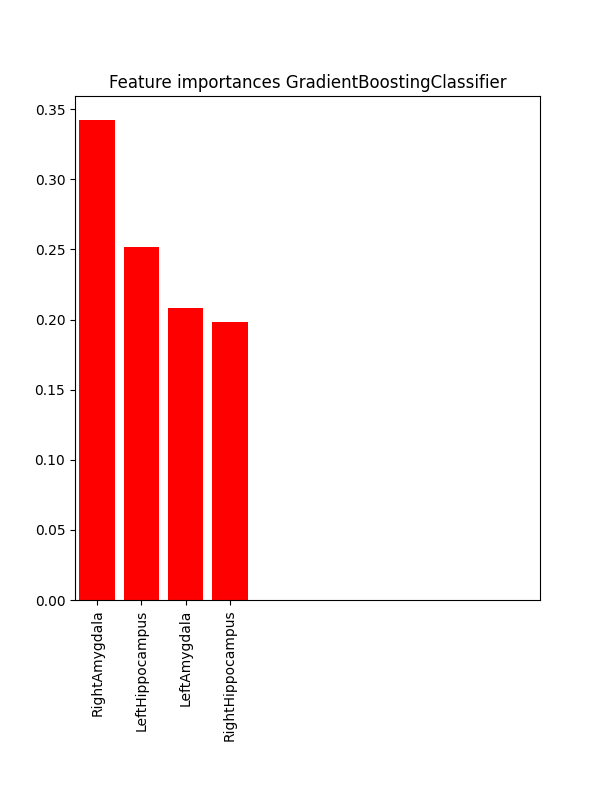 Feature importances GradientBoostingClassifier
0.35
0.30
0.25
0.20
0.15
0.10
0.05
0.00
RightAmygdala
LeftHippocampus
LeftAmygdala
RightHippocampus